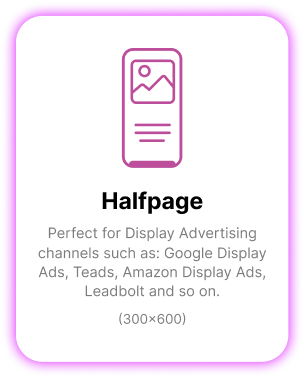 Halfpage
Perfect for Display Advertising
channels such as: Google Display
Ads, Teads, Amazon Display Ads,
Leadbolt and so on.
(300×600)